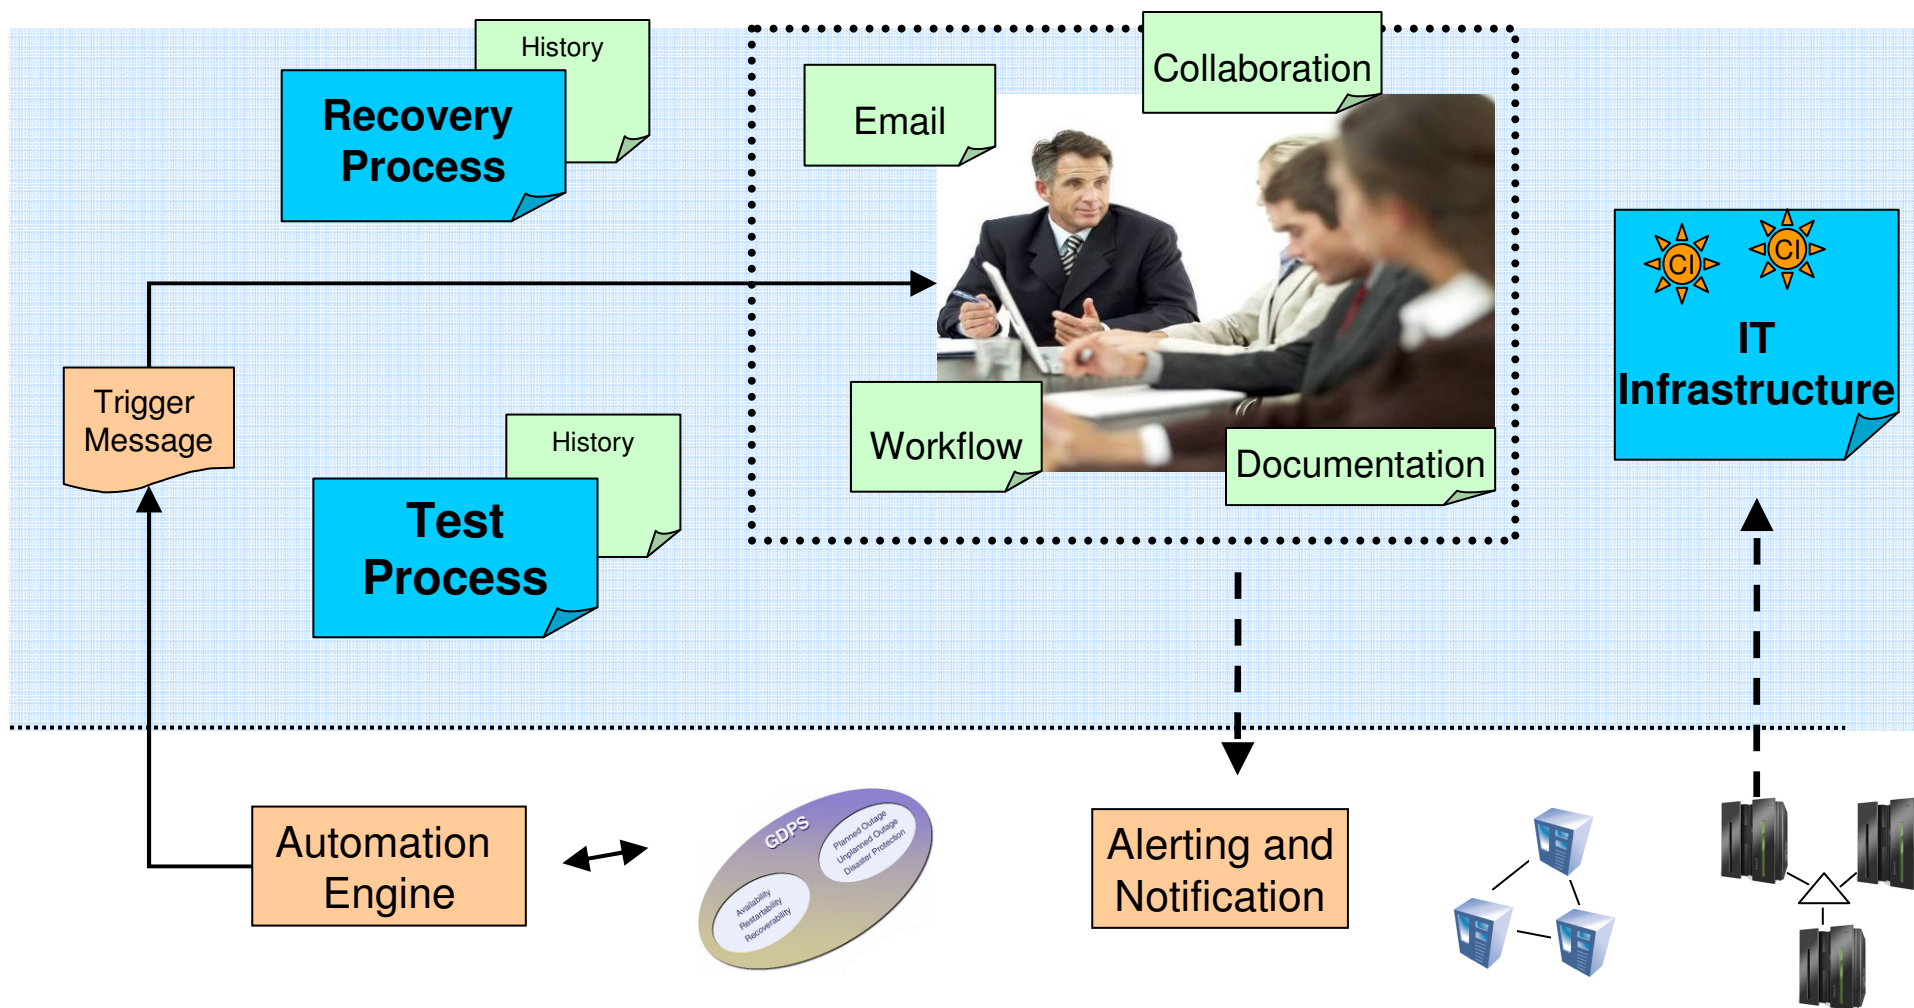 History
Recovery
Process
Email
Collaboration
CI
CI
IT
Infrastructure
Trigger
Message
History
Test
Process
Workflow
Documentation
Automation
Engine
GDPS
Planned Outage
Unplanned Outage
Disaster Protection
Availability
Restartability
Recoverability
Alerting and
Notification